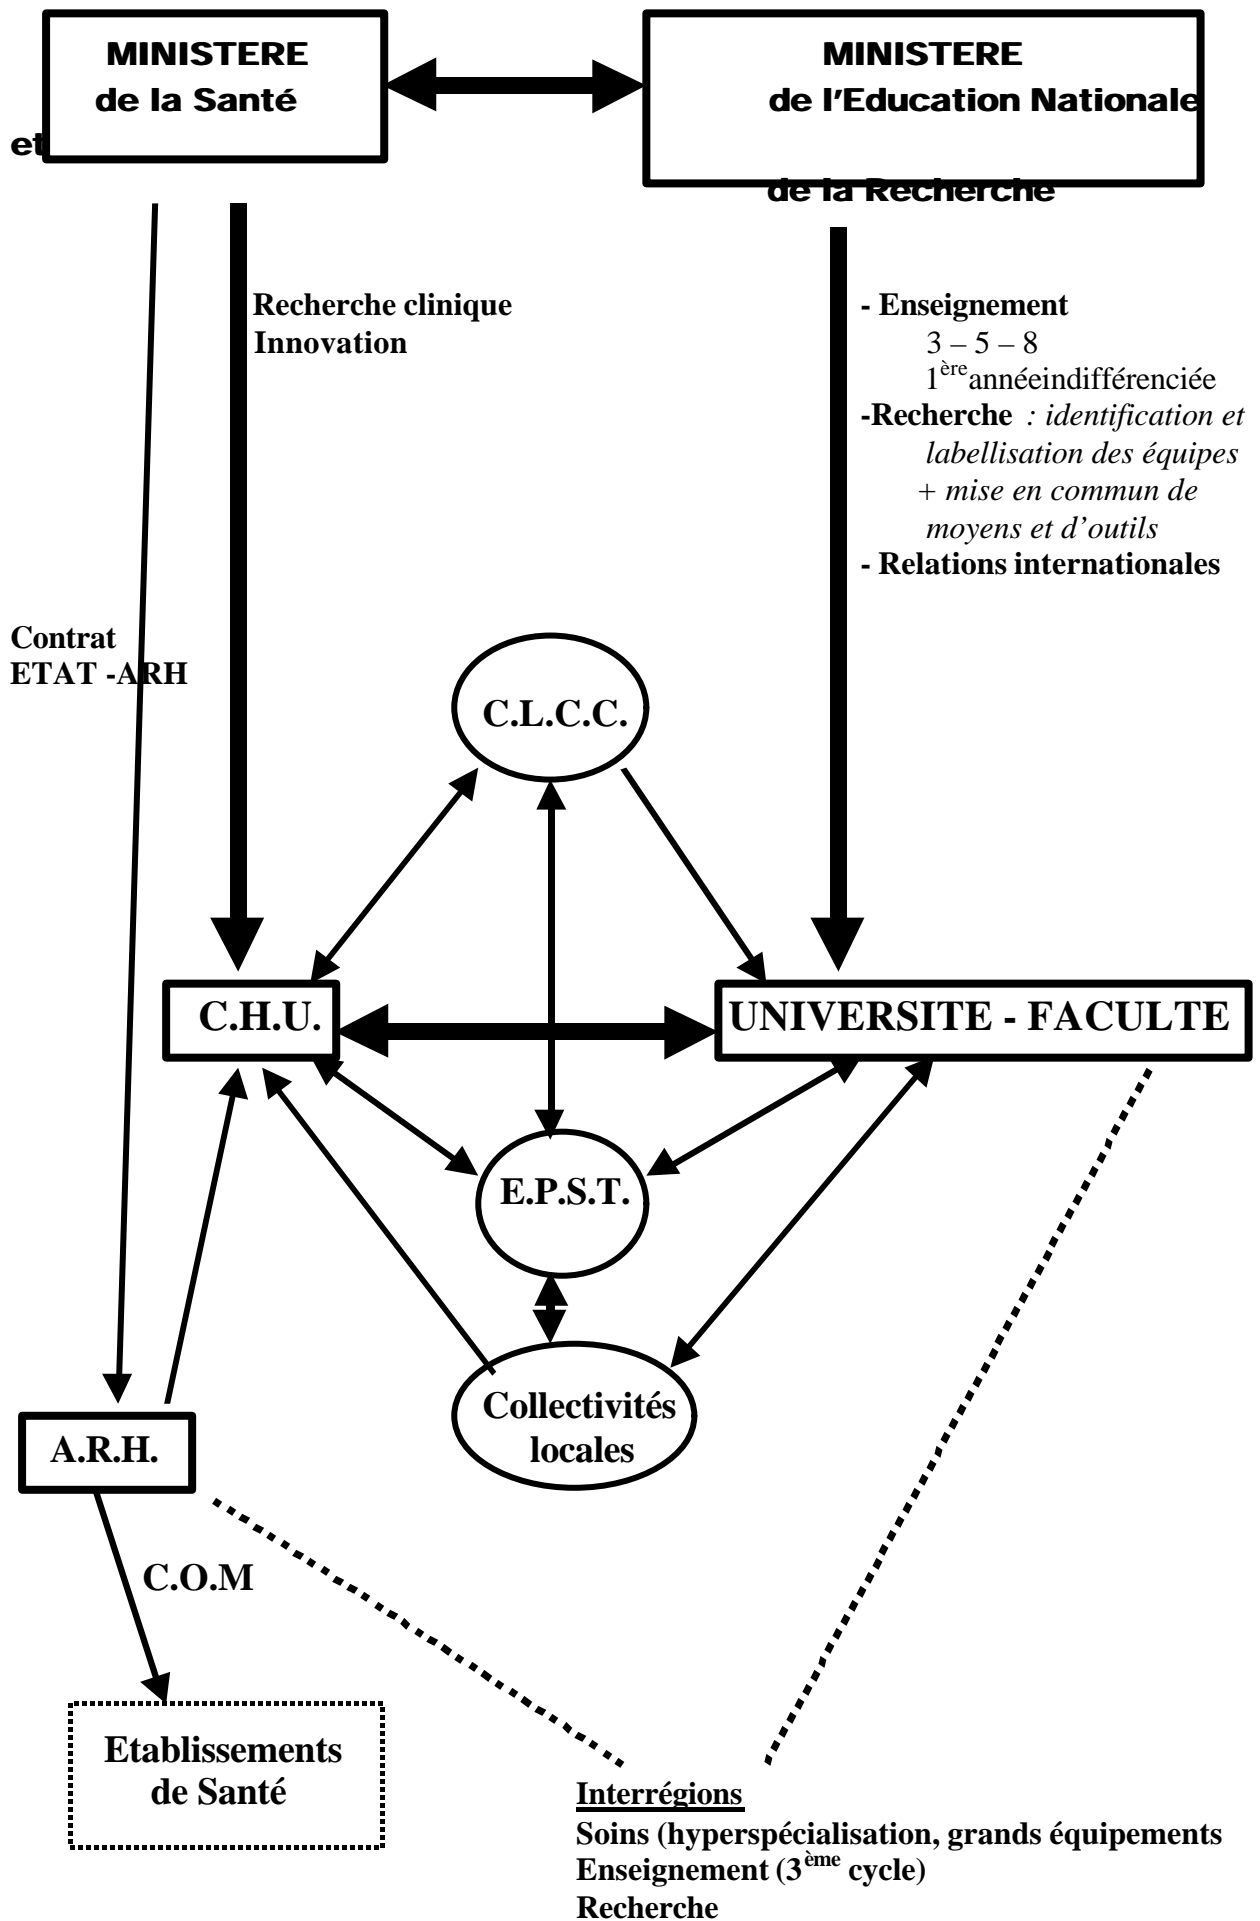 MINISTERE
de la Santé
et
MINISTERE
de l'Education Nationale
de la Recherche
Recherche clinique
Innovation
- Enseignement
3 – 5 – 8
1ère annéeindifférenciée
-Recherche : identification et
labellisation des équipes
+ mise en commun de
moyens et d'outils
- Relations internationales
Contrat
ETAT -ARH
C.L.C.C.
C.H.U.
UNIVERSITE - FACULTE
E.P.S.T.
Collectivités
locales
A.R.H.
C.O.M
Etablissements
de Santé
Interrégions
Soins (hyperspécialisation, grands équipements
Enseignement (3ème cycle)
Recherche